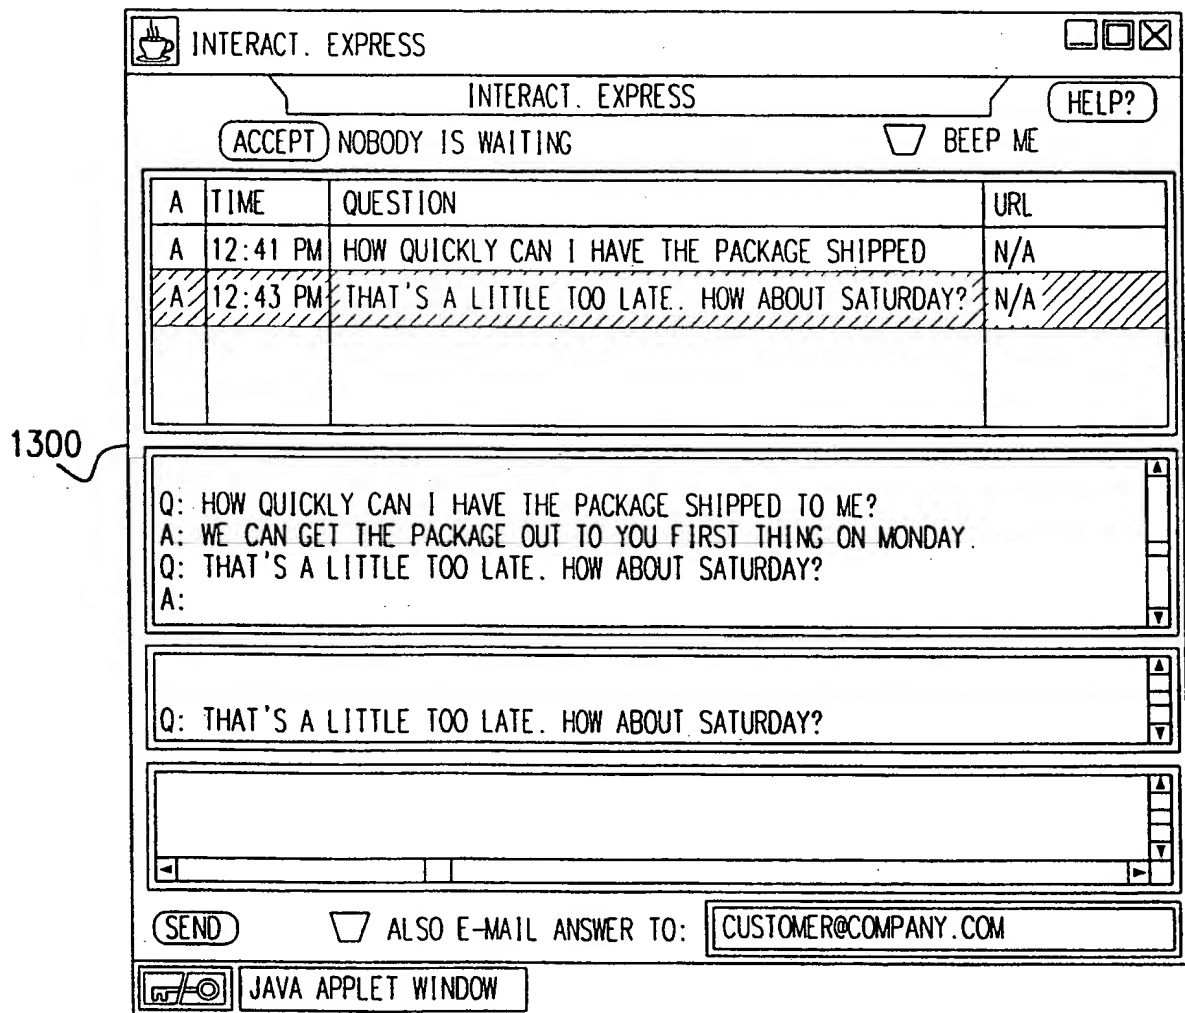 INTERACT. EXPRESS
INTERACT. EXPRESS
HELP?
ACCEPT NOBODY IS WAITING BEEP ME
A TIME QUESTION URL
A 12:41 PM HOW QUICKLY CAN I HAVE THE PACKAGE SHIPPED N/A
A 12:43 PM THAT'S A LITTLE TOO LATE. HOW ABOUT SATURDAY? N/A
1300
Q: HOW QUICKLY CAN I HAVE THE PACKAGE SHIPPED TO ME?
A: WE CAN GET THE PACKAGE OUT TO YOU FIRST THING ON MONDAY.
Q: THAT'S A LITTLE TOO LATE. HOW ABOUT SATURDAY?
A:
Q: THAT'S A LITTLE TOO LATE. HOW ABOUT SATURDAY?
SEND ALSO E-MAIL ANSWER TO: CUSTOMER@COMPANY.COM
JAVA APPLET WINDOW